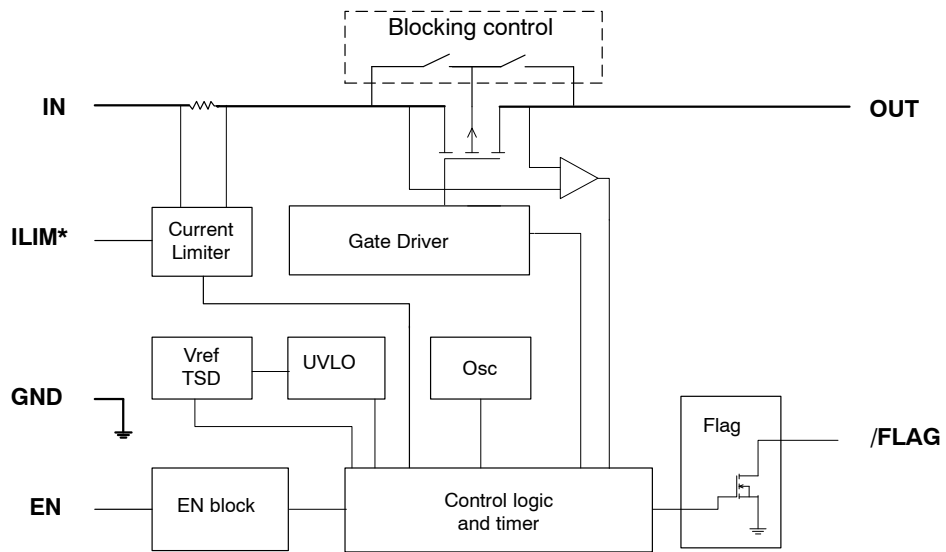 Blocking control
IN
OUT
ILIM*
Current
Limiter
Gate Driver
Vref
TSD
UVLO
Osc
GND
Flag
/FLAG
EN
EN block
Control logic
and timer